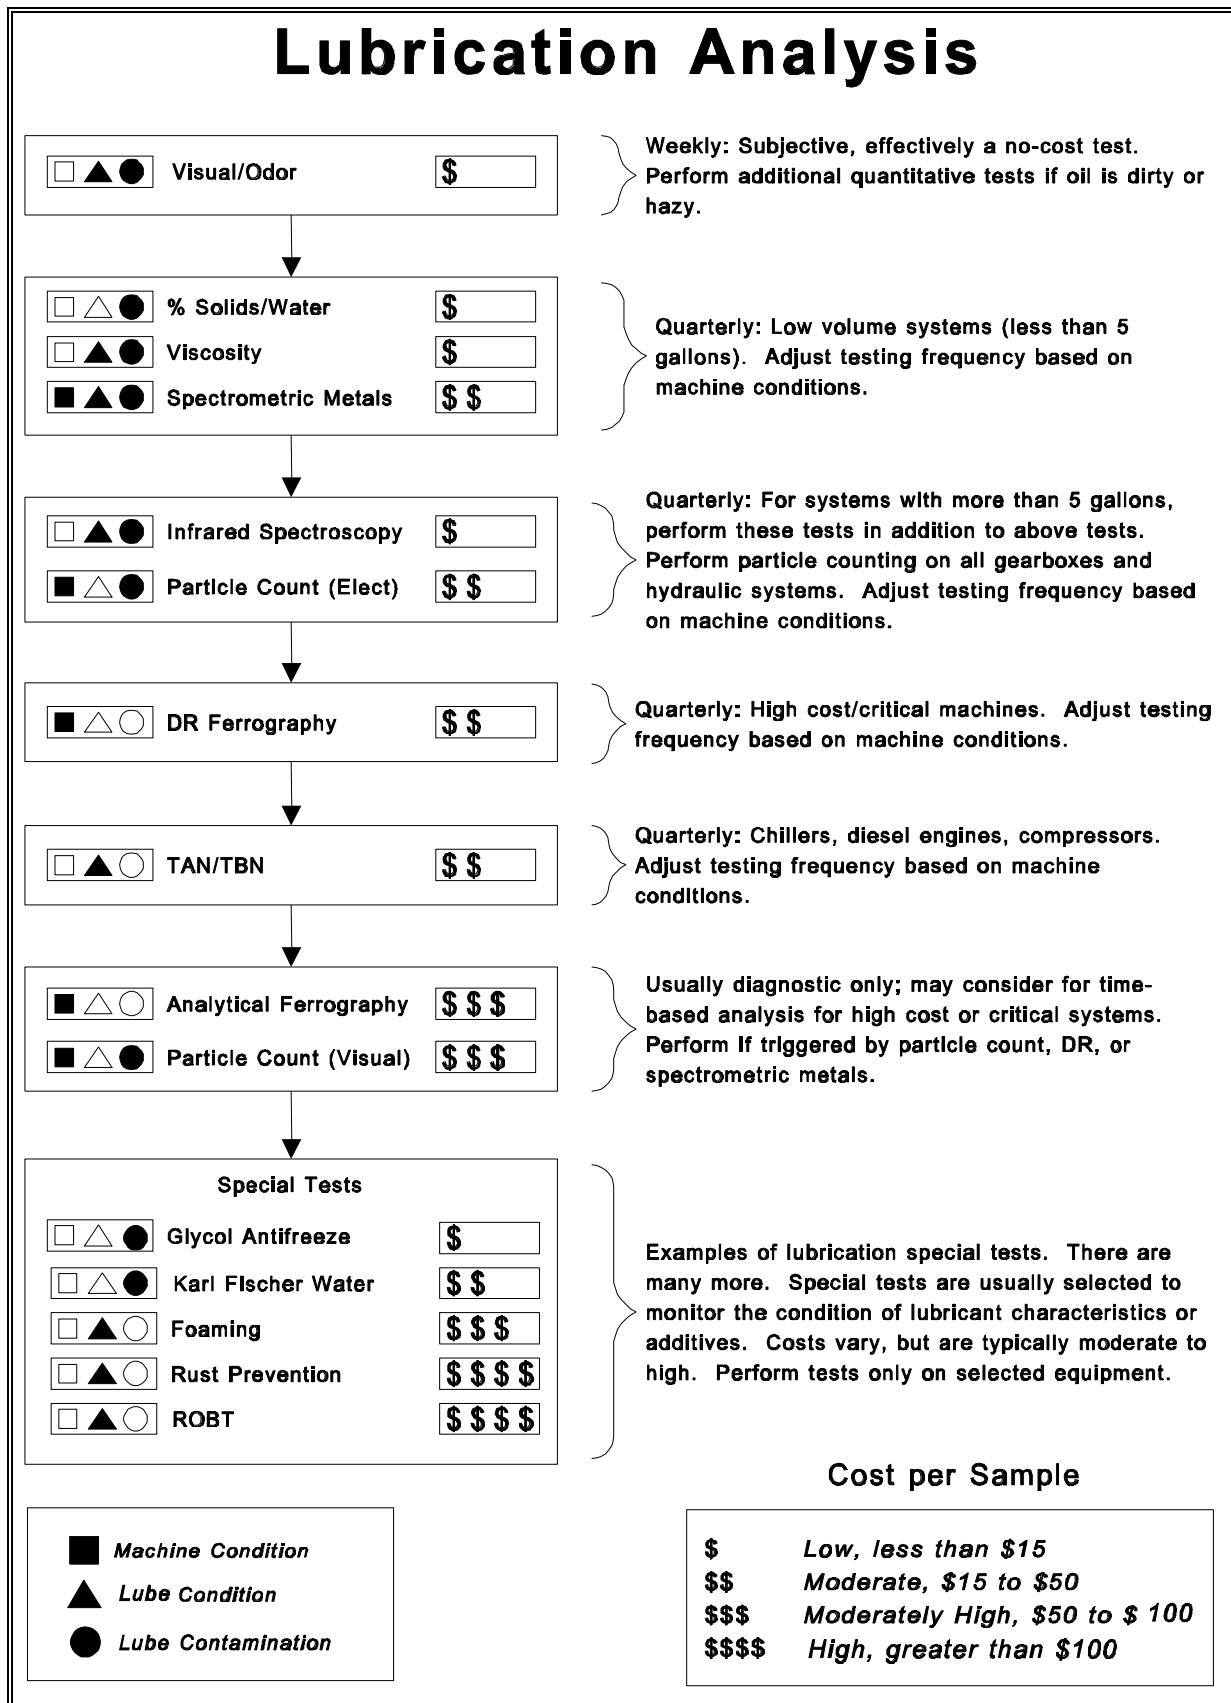 Lubrication Analysis
Visual/Odor $
Weekly: Subjective, effectively a no-cost test.
Perform additional quantitative tests if oil is dirty or
hazy.
% Solids/Water $
Viscosity $
Spectrometric Metals $ $
Quarterly: Low volume systems (less than 5
gallons). Adjust testing frequency based on
machine conditions.
Infrared Spectroscopy $
Particle Count (Elect) $ $
Quarterly: For systems with more than 5 gallons,
perform these tests in addition to above tests.
Perform particle counting on all gearboxes and
hydraulic systems. Adjust testing frequency based
on machine conditions.
DR Ferrography $ $
Quarterly: High cost/critical machines. Adjust testing
frequency based on machine conditions.
TAN/TBN $ $
Quarterly: Chillers, diesel engines, compressors.
Adjust testing frequency based on machine
conditions.
Analytical Ferrography $ $ $
Particle Count (Visual) $ $ $
Usually diagnostic only; may consider for time-
based analysis for high cost or critical systems.
Perform if triggered by particle count, DR, or
spectrometric metals.
Special Tests
Glycol Antifreeze $
Karl Fischer Water $ $
Foaming $ $ $
Rust Prevention $ $ $ $
ROBT $ $ $ $
Examples of lubrication special tests. There are
many more. Special tests are usually selected to
monitor the condition of lubricant characteristics or
additives. Costs vary, but are typically moderate to
high. Perform tests only on selected equipment.
Machine Condition
Lube Condition
Lube Contamination
Cost per Sample
$ Low, less than $15
$$ Moderate, $15 to $50
$$$ Moderately High, $50 to $ 100
$$$$ High, greater than $100